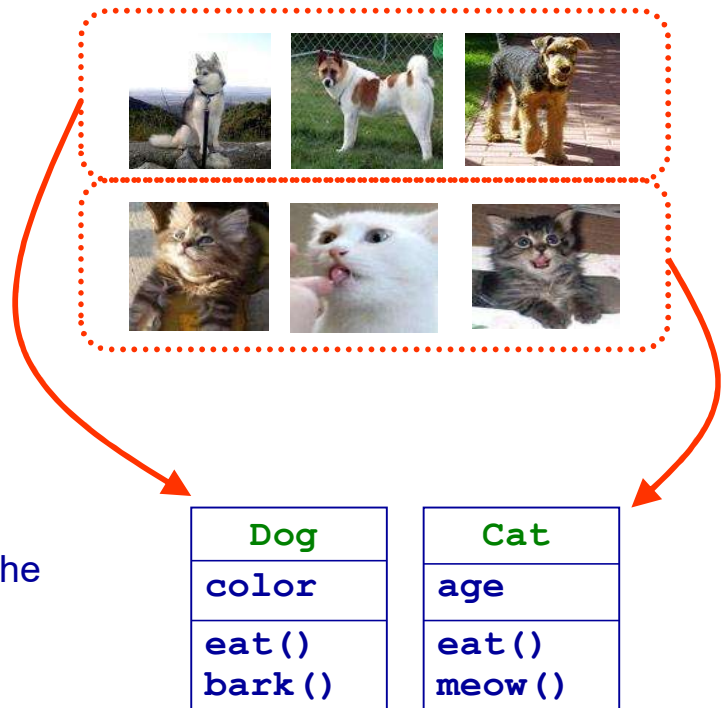 Dog
color
eat()
bark()
Cat
age
eat()
meow()
he